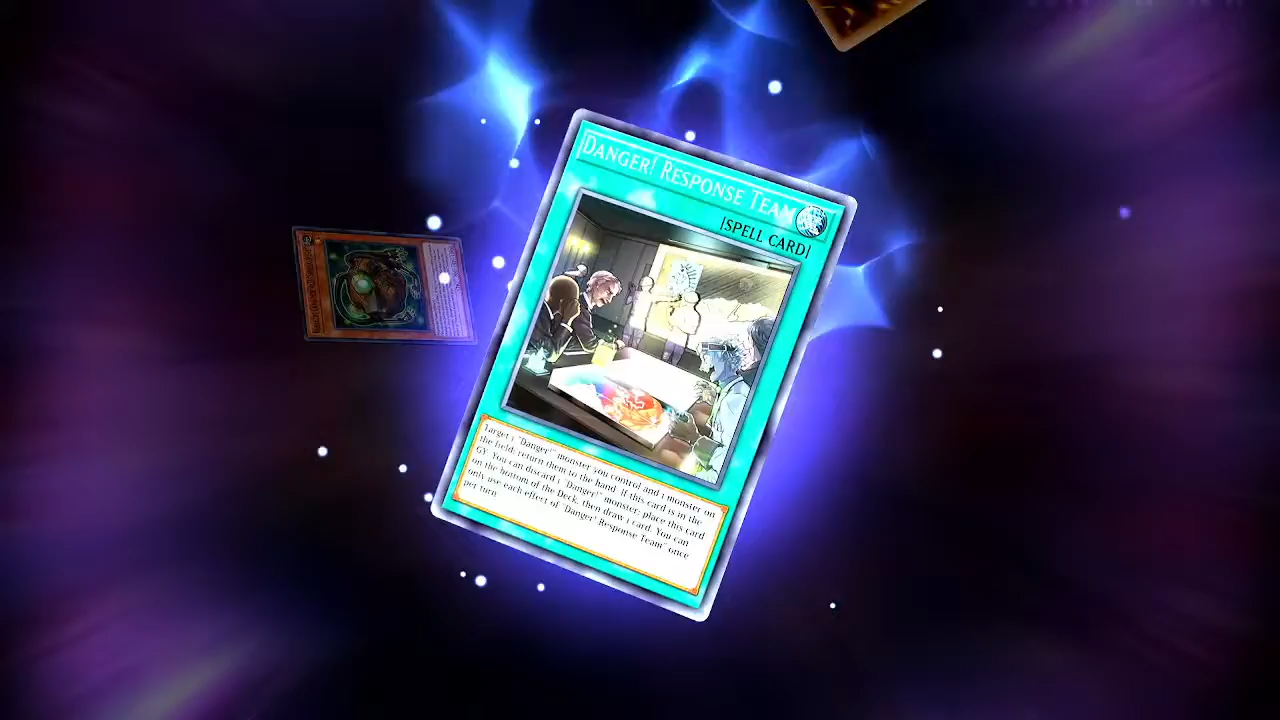 DANGER! RESPONSE TEAM
[SPELL CARD]
Target 1 "Danger!" monster you control and 1 monster on
the field; return them to the hand. If this card is in the
GY: You can discard 1 "Danger!" monster; place this card
on the bottom of the Deck, then draw 1 card. You can
only use each effect of "Danger! Response Team" once
per turn.